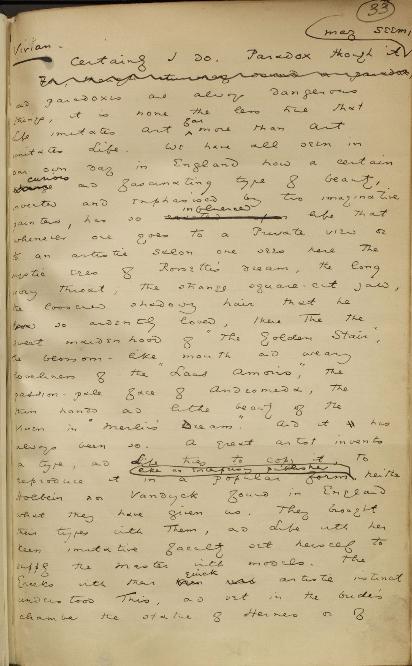 33
may seem,
Vivian.
Certainly I do. Paradox though it
and paradoxes are always dangerous
things, it is none the less true that
Life imitates Art far more than Art
imitates Life. We have all seen in
our own day in England how a certain
curious and fascinating type of beauty,
invented and emphasised by two imaginative
painters, has so influenced Life that
whenever one goes to a Private view or
to an artistic salon one sees here the
mystic eyes of Rossetti's dream, the long
ivory throat, the strange square-cut jaw,
the loosened shadowy hair that he
so ardently loved, there the the
sweet maidenhood of "The Golden Stair",
the blossom-like mouth and weary
loveliness of the "Laus Amoris", the
passion-pale face of Andromeda, the
thin hands and lithe beauty of the
Vivien in "Merlin's Dream." And it has
always been so. A great artist invents
a type, and Life tries to copy it, to
reproduce it in a popular form, like an enterprising publisher neither
Holbein nor Vandyck found in England
what they have given us. They brought
their types with them, and Life with her
keen imitative faculty set herself to
supply the master with models. The
Greeks with their quick artistic instinct
understood this, and set in the bride's
chamber the statue of Hermes or of